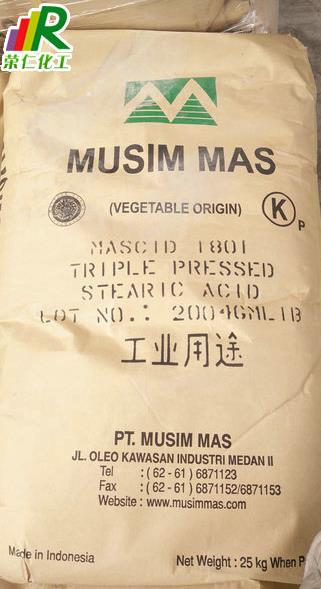 R
荣仁化工
MUSIM MAS
(VEGETABLE ORIGIN)
K
P
MASCID 1801
TRIPLE PRESSED
STEARIC ACID
LOT NO.: 2004GML1B
工业用途
PT. MUSIM MAS
JL. OLEO KAWASAN INDUSTRI MEDAN II
Tel : ( 62 - 61 ) 6871123
Fax : ( 62 - 61 ) 6871152/6871153
Website : www.musimmas.com
Made in Indonesia
Net Weight : 25 kg When P